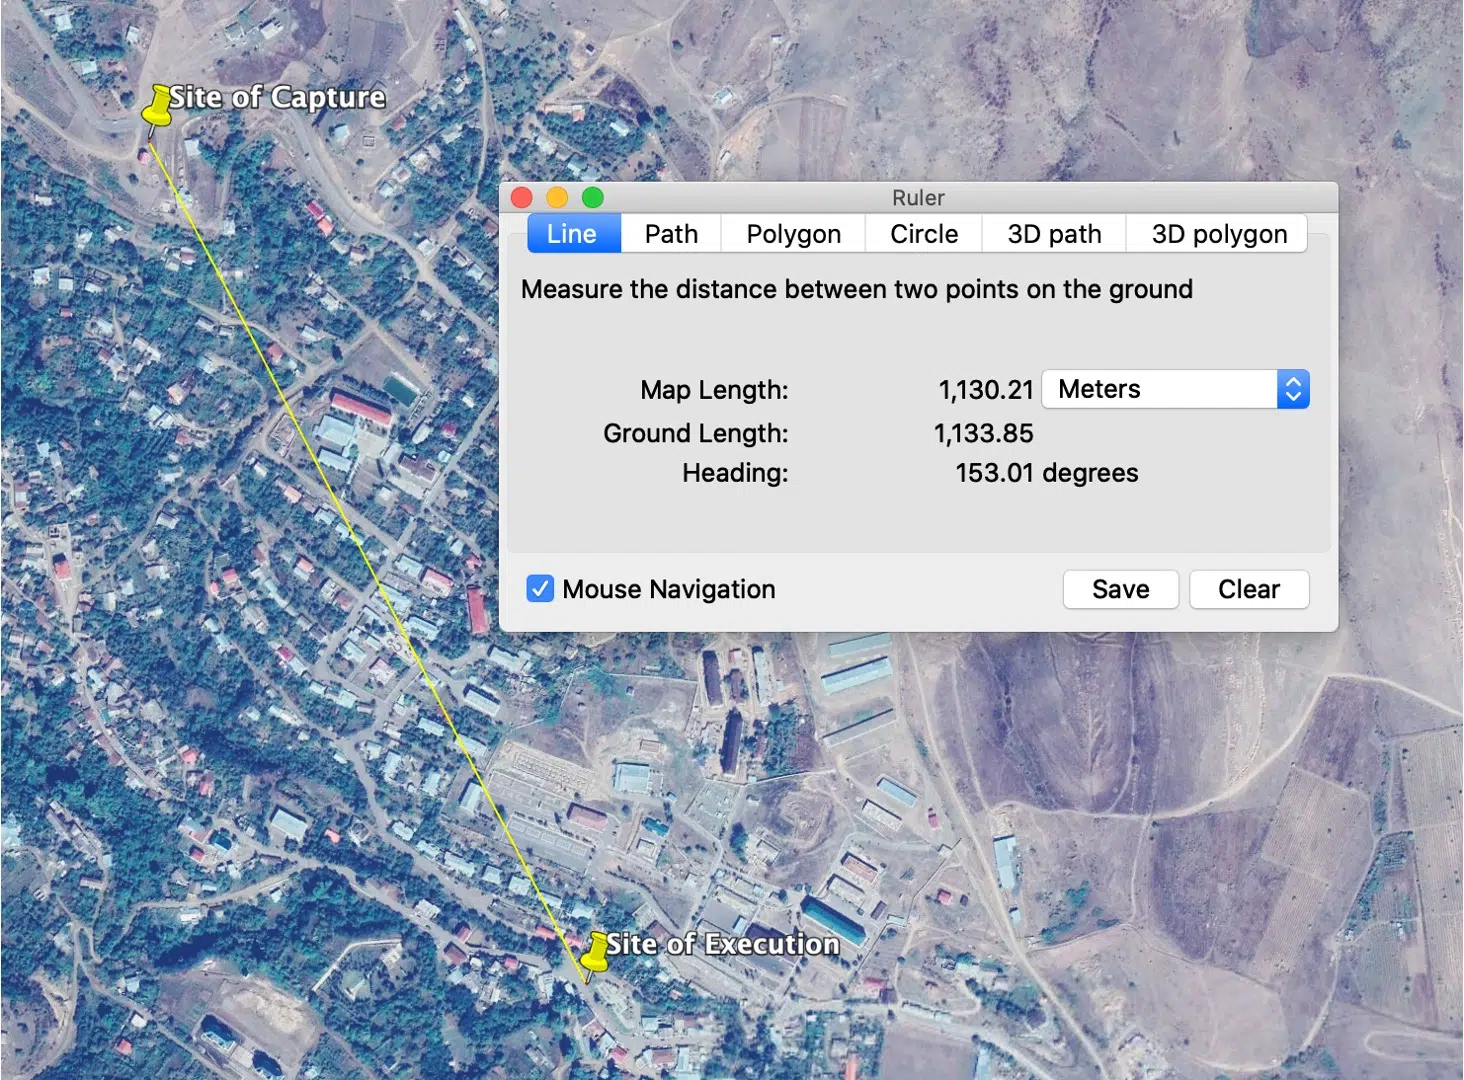 Site of Capture
Ruler
Line Path Polygon Circle 3D path 3D polygon
Measure the distance between two points on the ground
Map Length: 1,130.21 Meters
Ground Length: 1,133.85
Heading: 153.01 degrees
Mouse Navigation Save Clear
Site of Execution